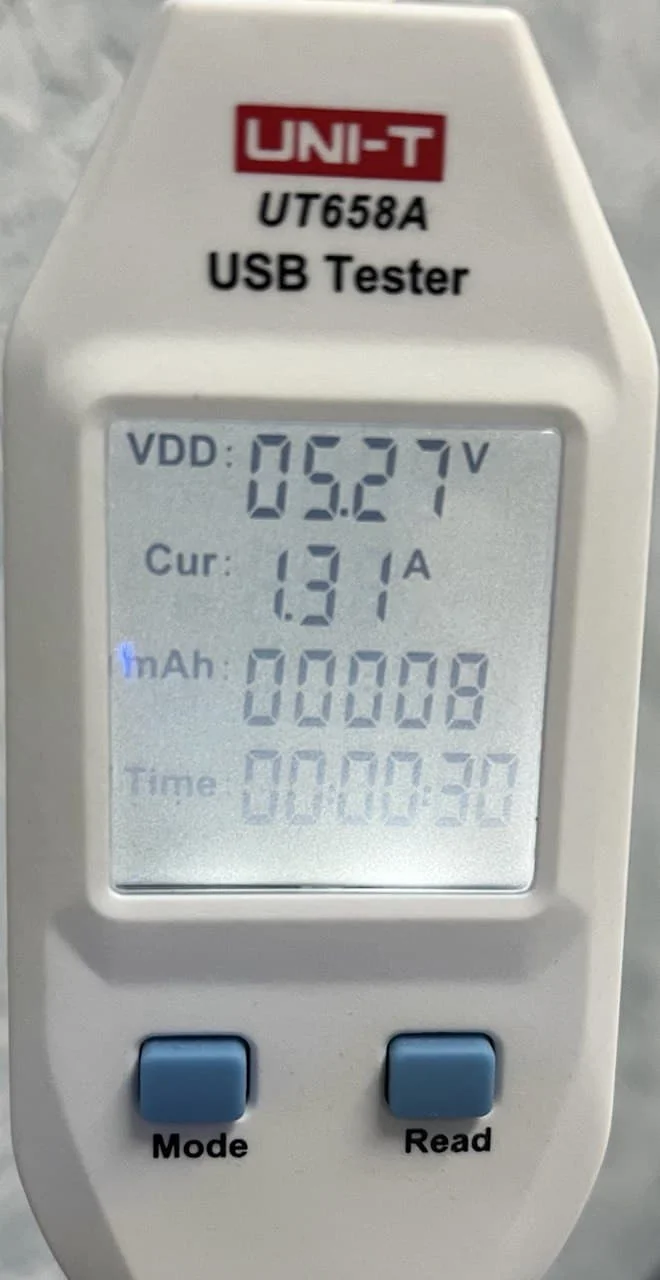 UNI-T
UT658A
USB Tester
VDD: 05.27 V
Cur: 1.31 A
mAh: 00008
Time: 00:00:30
Mode
Read